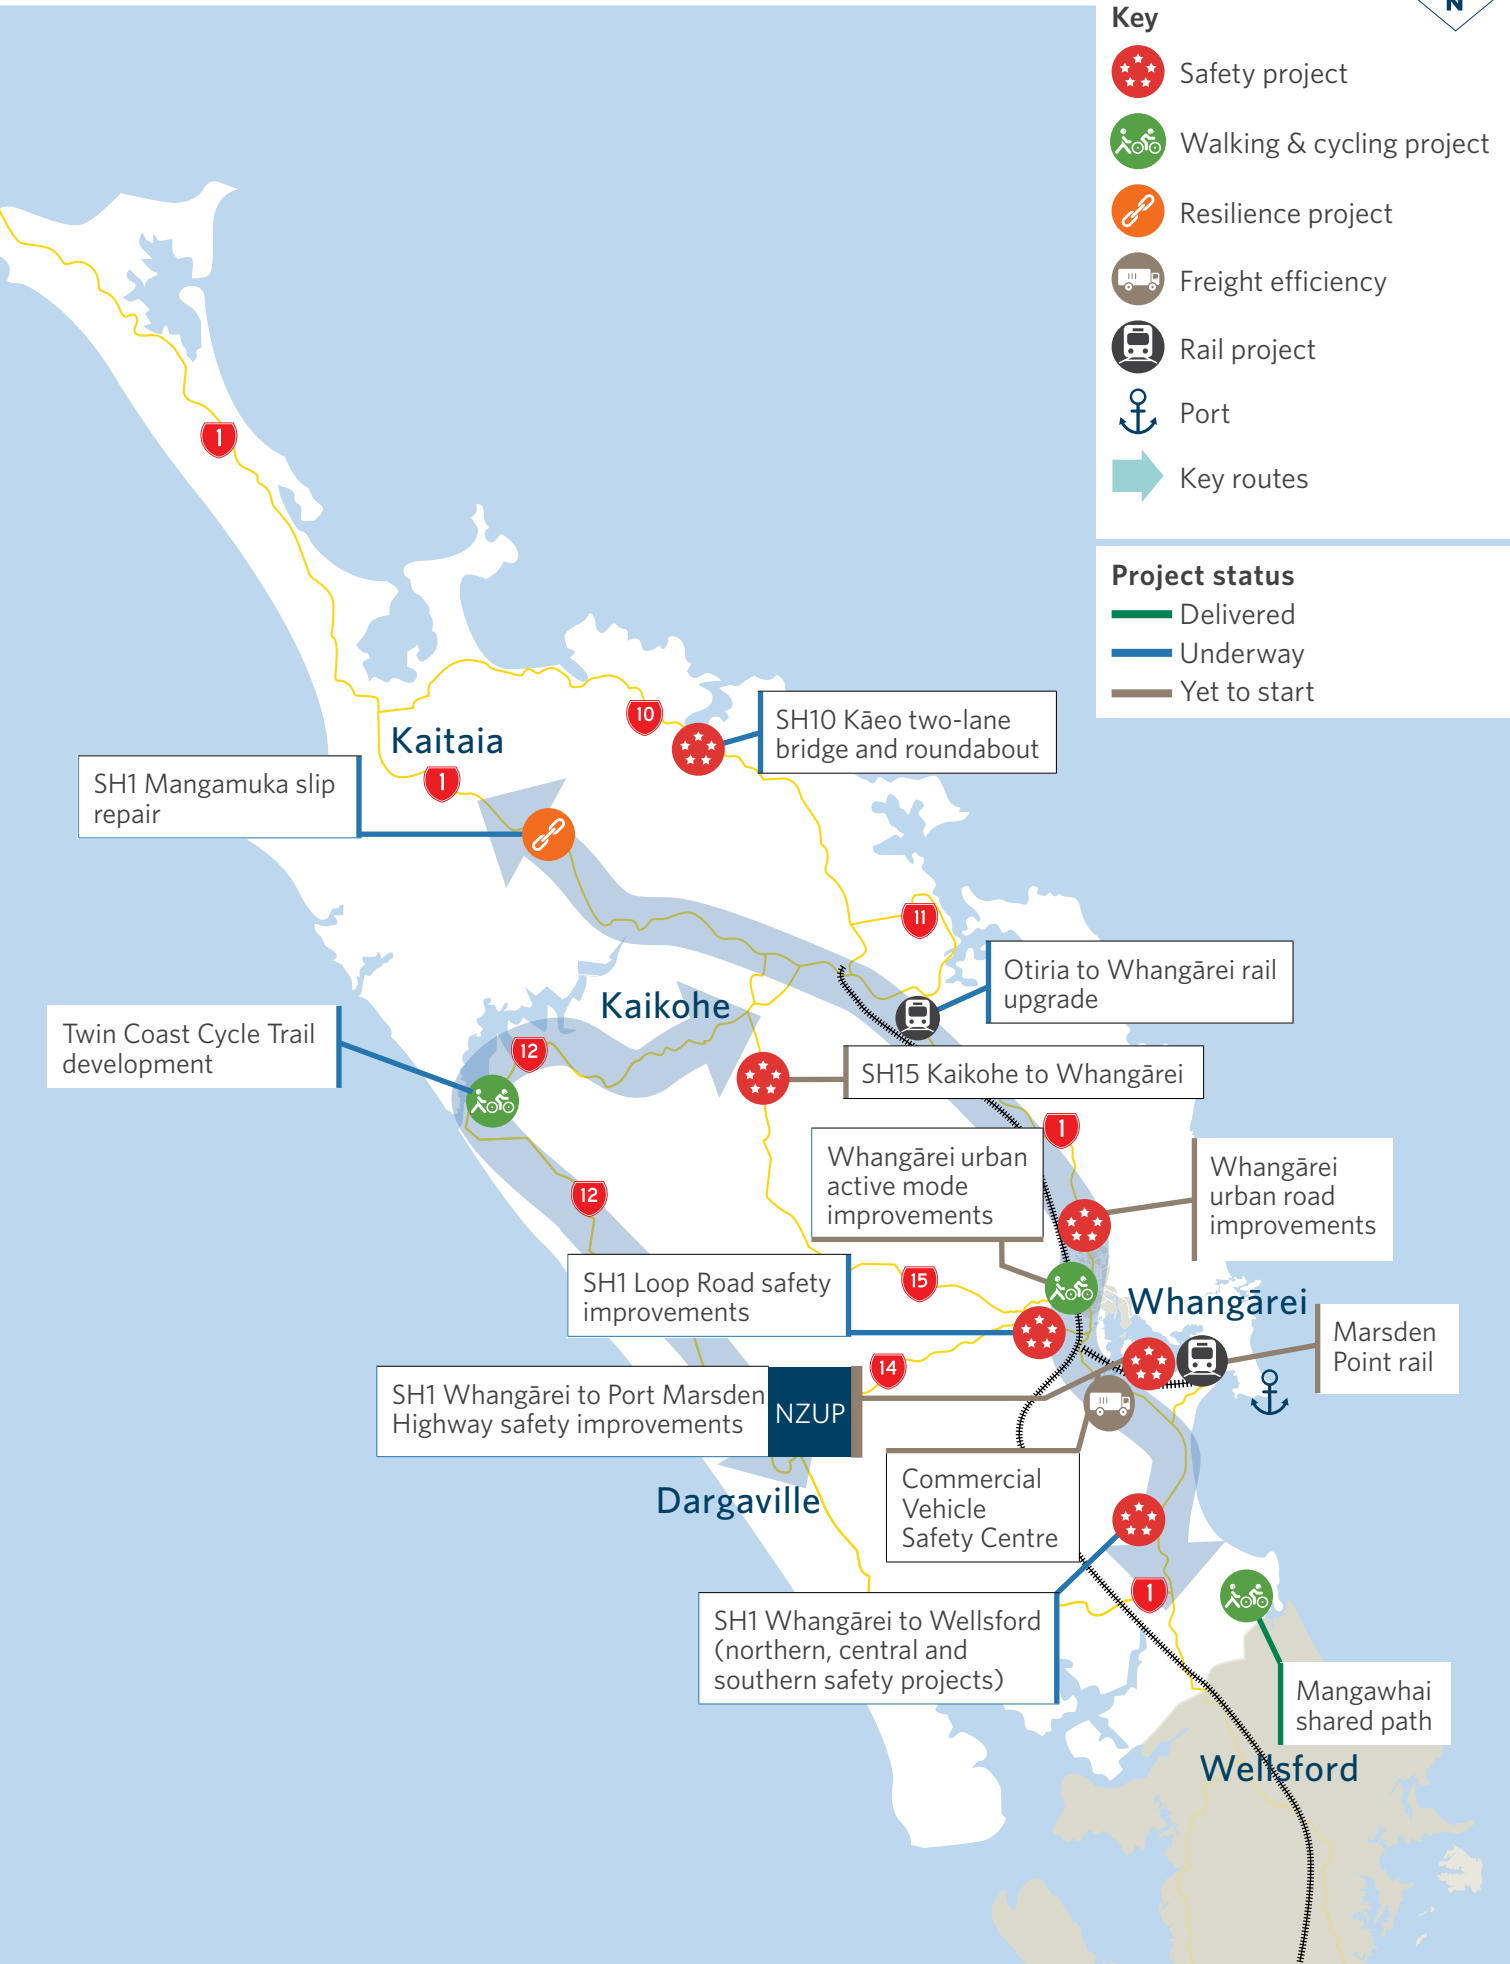 N
Key
Safety project
Walking & cycling project
Resilience project
Freight efficiency
Rail project
Port
Key routes
Project status
Delivered
Underway
Yet to start
1
10
SH10 Kāeo two-lane
bridge and roundabout
Kaitaia
1
SH1 Mangamuka slip
repair
11
Otiria to Whangārei rail
upgrade
Kaikohe
Twin Coast Cycle Trail
development
12
SH15 Kaikohe to Whangārei
1
Whangārei urban
active mode
improvements
Whangārei
urban road
improvements
12
SH1 Loop Road safety
improvements
15
Whangārei
Marsden
Point rail
14
SH1 Whangārei to Port Marsden
Highway safety improvements
NZUP
Commercial
Vehicle
Safety Centre
Dargaville
1
SH1 Whangārei to Wellsford
(northern, central and
southern safety projects)
Mangawhai
shared path
Wellsford